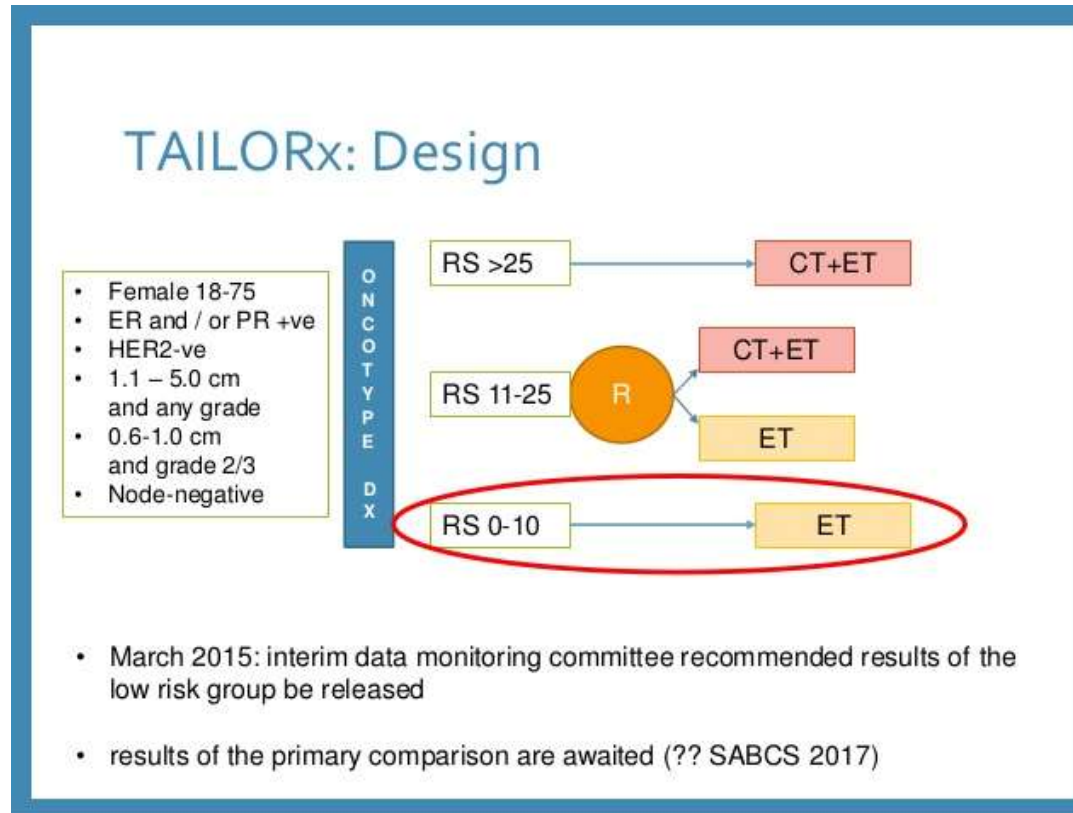 TAILORx: Design
• Female 18-75
• ER and / or PR +ve
• HER2-ve
• 1.1 – 5.0 cm
and any grade
• 0.6-1.0 cm
and grade 2/3
• Node-negative
ONCOTYPE DX
RS >25
CT+ET
RS 11-25
R
CT+ET
ET
RS 0-10
ET
• March 2015: interim data monitoring committee recommended results of the
low risk group be released
• results of the primary comparison are awaited (?? SABCS 2017)